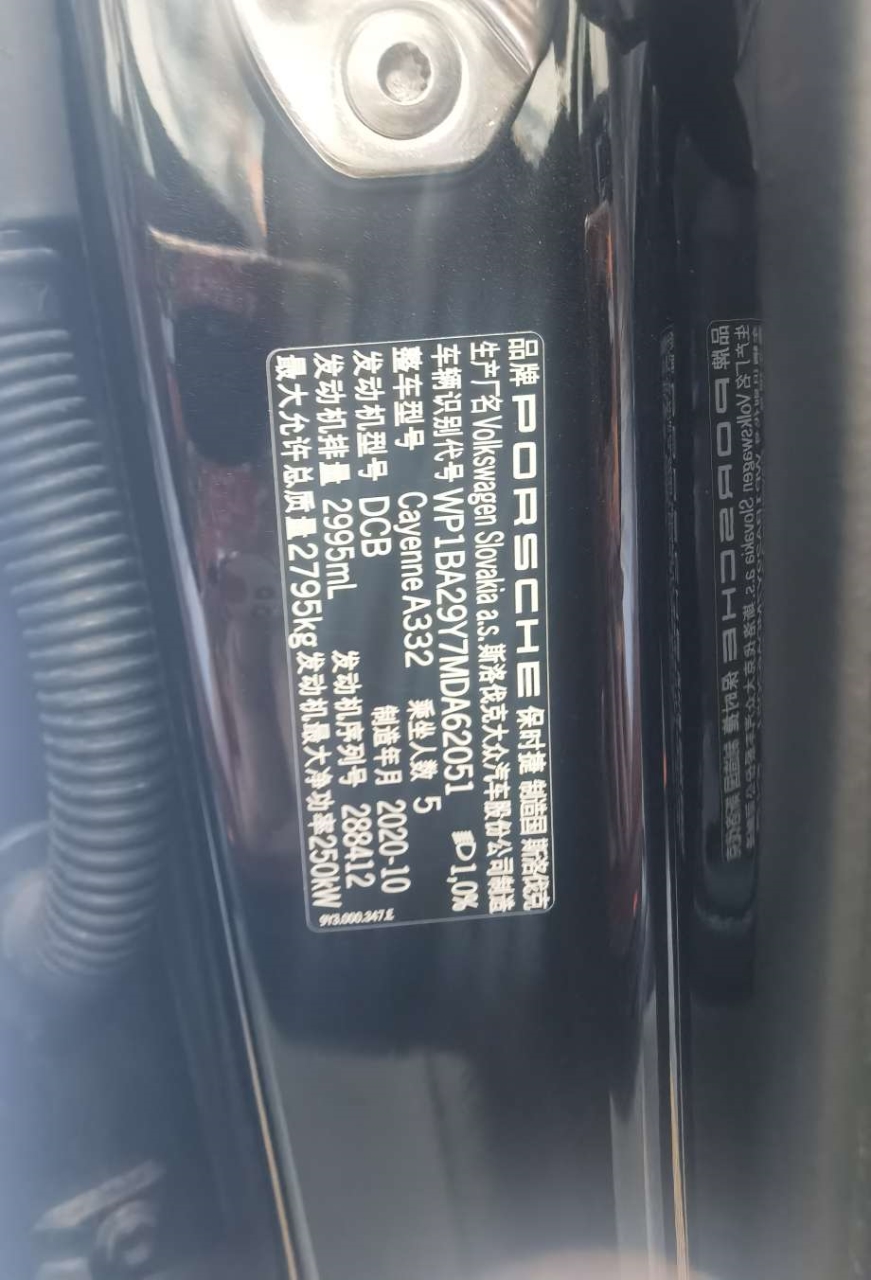 品牌 PORSCHE 保时捷 制造国 斯洛伐克
生产厂名 Volkswagen Slovakia a.s. 斯洛伐克大众汽车股份公司制造
车辆识别代号 WP1BA29Y7MDA62051 1,0%
整车型号 Cayenne A332 乘坐人数 5
发动机型号 DCB 制造年月 2020-10
发动机排量 2995mL 发动机序列号 288412
最大允许总质量 2795kg 发动机最大净功率 250kW
9Y3.000.347.E